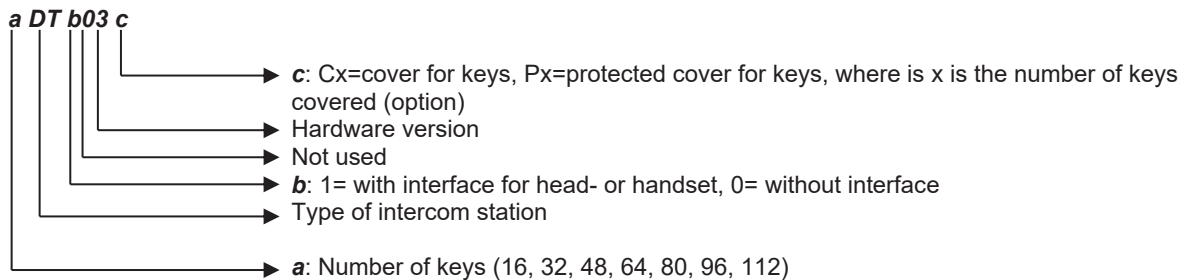 a DT b03 c
c: Cx=cover for keys, Px=protected cover for keys, where is x is the number of keys
covered (option)
Hardware version
Not used
b: 1= with interface for head- or handset, 0= without interface
Type of intercom station
a: Number of keys (16, 32, 48, 64, 80, 96, 112)